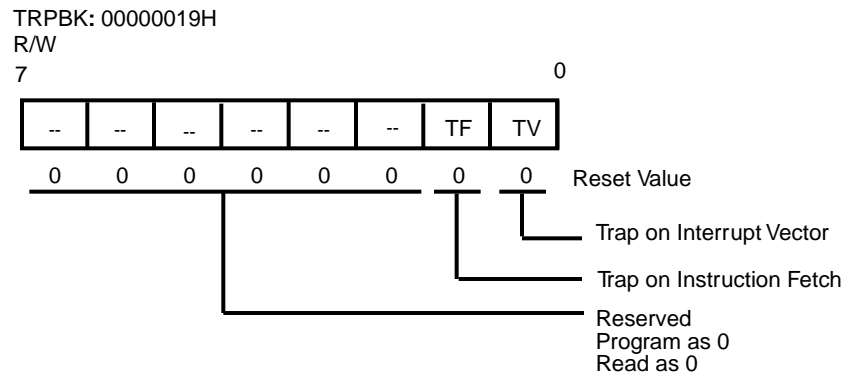 TRPBK: 00000019H
R/W
7 0
-- -- -- -- -- -- TF TV
0 0 0 0 0 0 0 0 Reset Value
Trap on Interrupt Vector
Trap on Instruction Fetch
Reserved
Program as 0
Read as 0